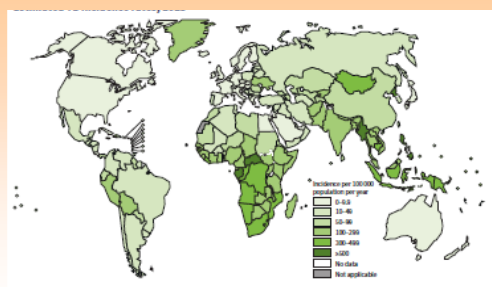 Incidence per 100 000
population per year
0–9.9
10–49
50–99
100–299
300–499
≥500
No data
Not applicable